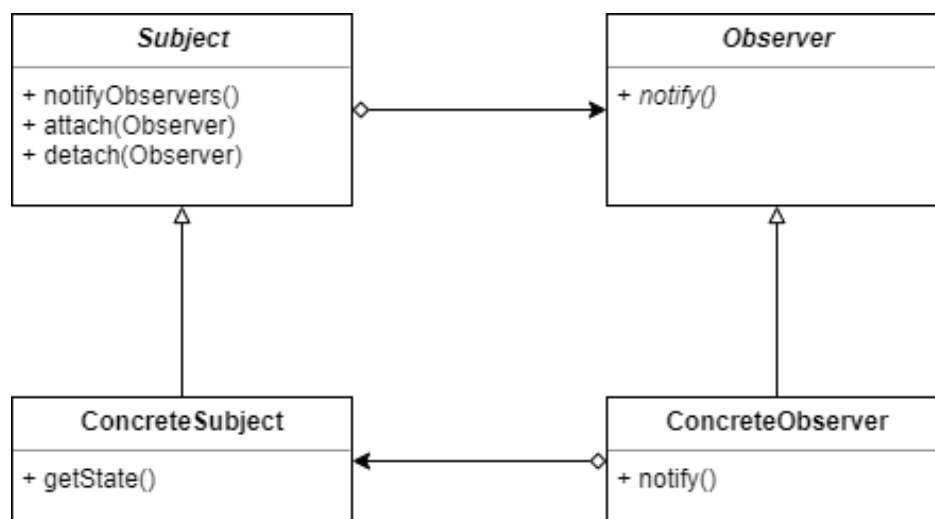 Subject
+ notifyObservers()
+ attach(Observer)
+ detach(Observer)
Observer
+ notify()
ConcreteSubject
+ getState()
ConcreteObserver
+ notify()